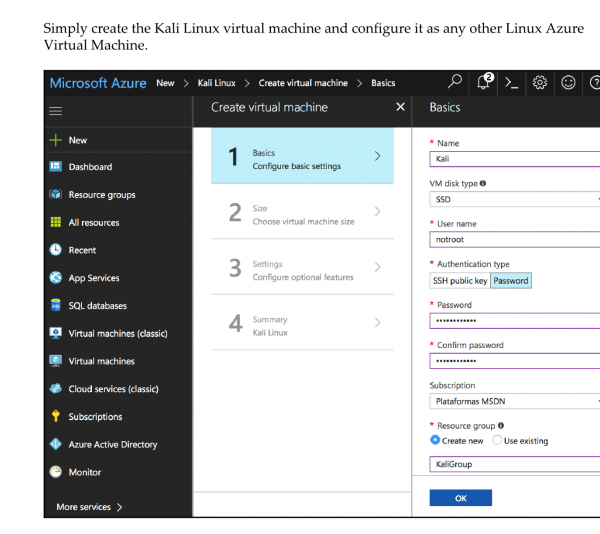 Simply create the Kali Linux virtual machine and configure it as any other Linux Azure
Virtual Machine.
Microsoft Azure New > Kali Linux > Create virtual machine > Basics
2
Create virtual machine
Basics
New
Dashboard
Resource groups
All resources
Recent
App Services
SQL databases
Virtual machines (classic)
Virtual machines
Cloud services (classic)
Subscriptions
Azure Active Directory
Monitor
More services >
1
Basics
Configure basic settings
2
Size
Choose virtual machine size
3
Settings
Configure optional features
4
Summary
Kali Linux
* Name
Kali
VM disk type
SSD
* User name
notroot
* Authentication type
SSH public key Password
* Password
••••••••••••
* Confirm password
••••••••••••
Subscription
Plataformas MSDN
* Resource group
Create new Use existing
KaliGroup
OK